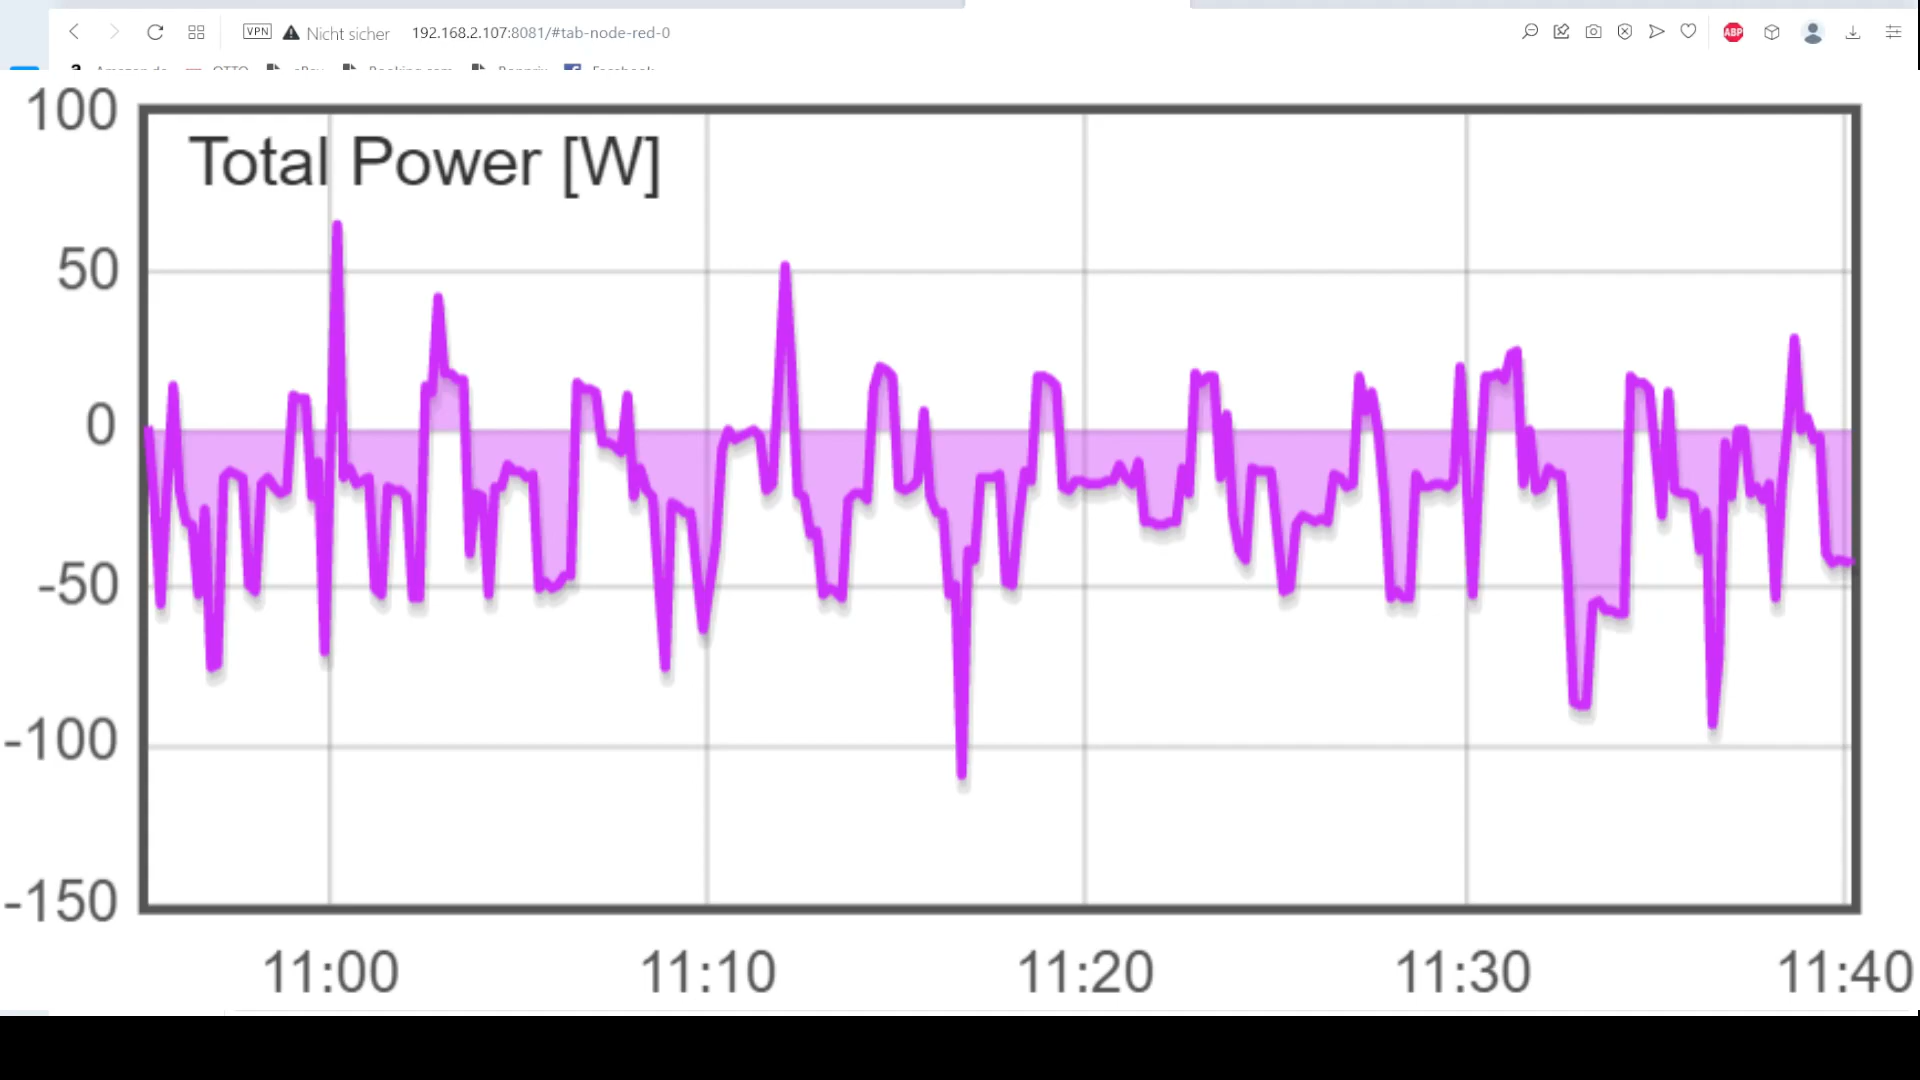 VPN Nicht sicher 192.168.2.107:8081/#tab-node-red-0 ABP
100
Total Power [W]
50
0
-50
-100
-150
11:00 11:10 11:20 11:30 11:40